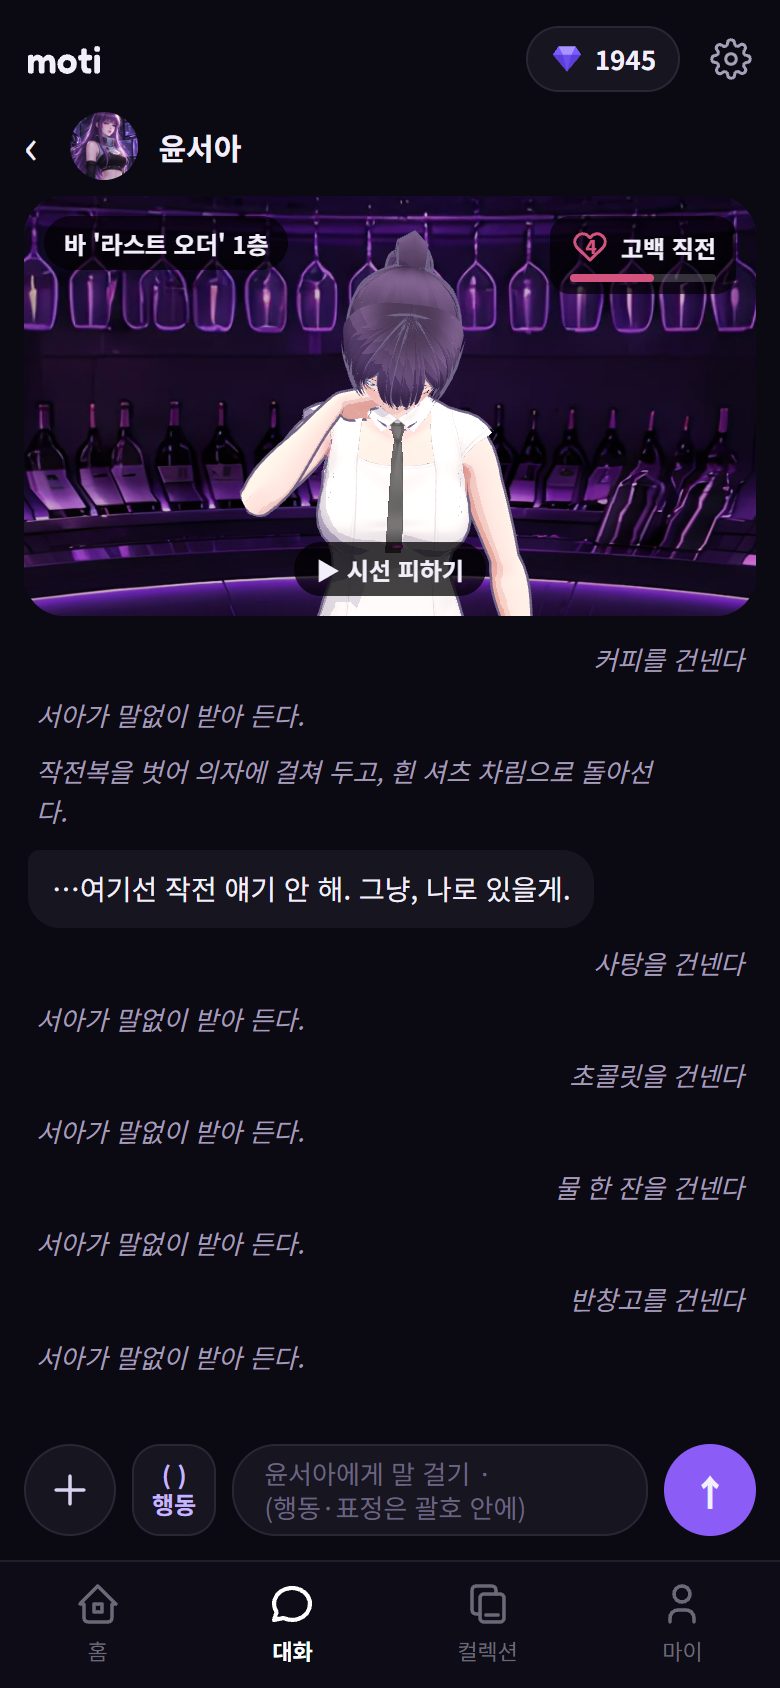 moti
1945
윤서아
바 '라스트 오더' 1층
4 고백 직전
▶ 시선 피하기
커피를 건넨다
서아가 말없이 받아 든다.
작전복을 벗어 의자에 걸쳐 두고, 흰 셔츠 차림으로 돌아선
다.
…여기선 작전 얘기 안 해. 그냥, 나로 있을게.
사탕을 건넨다
서아가 말없이 받아 든다.
초콜릿을 건넨다
서아가 말없이 받아 든다.
물 한 잔을 건넨다
서아가 말없이 받아 든다.
반창고를 건넨다
서아가 말없이 받아 든다.
( )
행동
윤서아에게 말 걸기 ·
(행동·표정은 괄호 안에)
홈
대화
컬렉션
마이